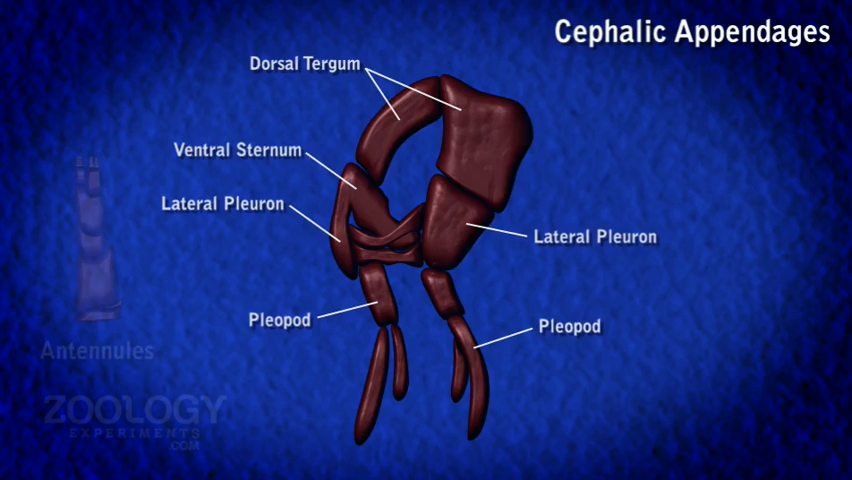 Cephalic Appendages
Dorsal Tergum
Ventral Sternum
Lateral Pleuron
Lateral Pleuron
Pleopod
Pleopod
Antennules
ZOOLOGY
EXPERIMENTS
.COM